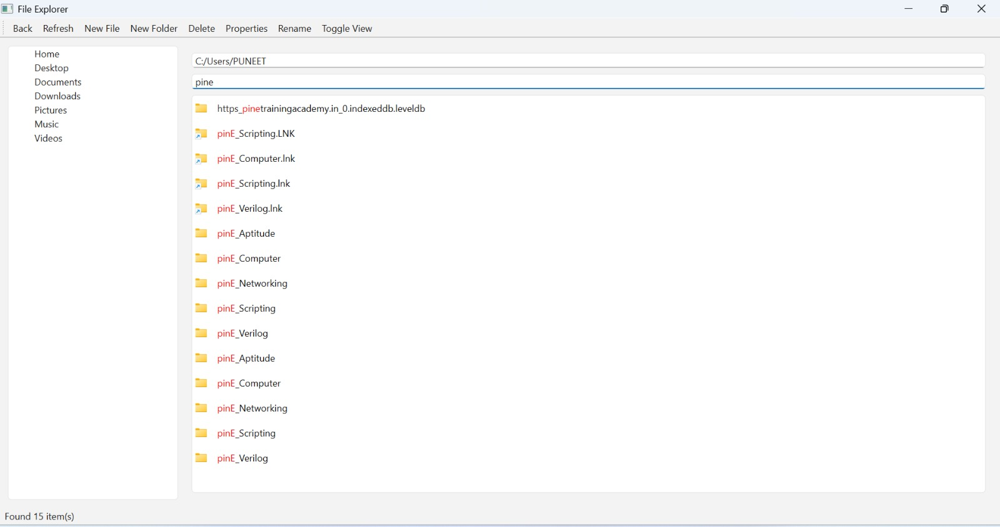 File Explorer
Back Refresh New File New Folder Delete Properties Rename Toggle View
Home
Desktop
Documents
Downloads
Pictures
Music
Videos
C:/Users/PUNEET
pine
https_pinetrainingacademy.in_0.indexeddb.leveldb
pinE_Scripting.LNK
pinE_Computer.lnk
pinE_Scripting.lnk
pinE_Verilog.lnk
pinE_Aptitude
pinE_Computer
pinE_Networking
pinE_Scripting
pinE_Verilog
pinE_Aptitude
pinE_Computer
pinE_Networking
pinE_Scripting
pinE_Verilog
Found 15 item(s)